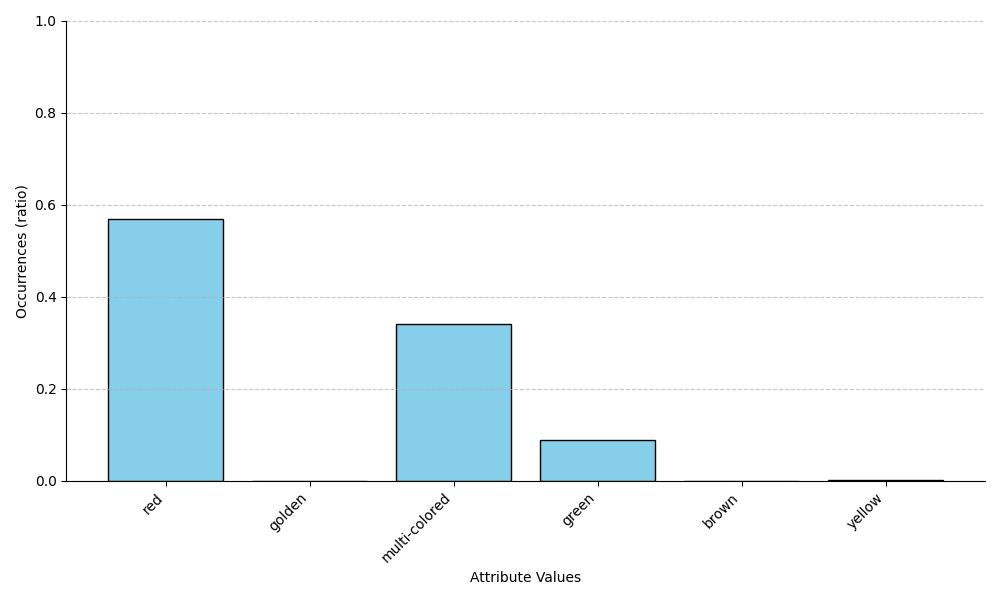 1.0
0.8
0.6
0.4
0.2
0.0
Occurrences (ratio)
red
golden
multi-colored
green
brown
yellow
Attribute Values